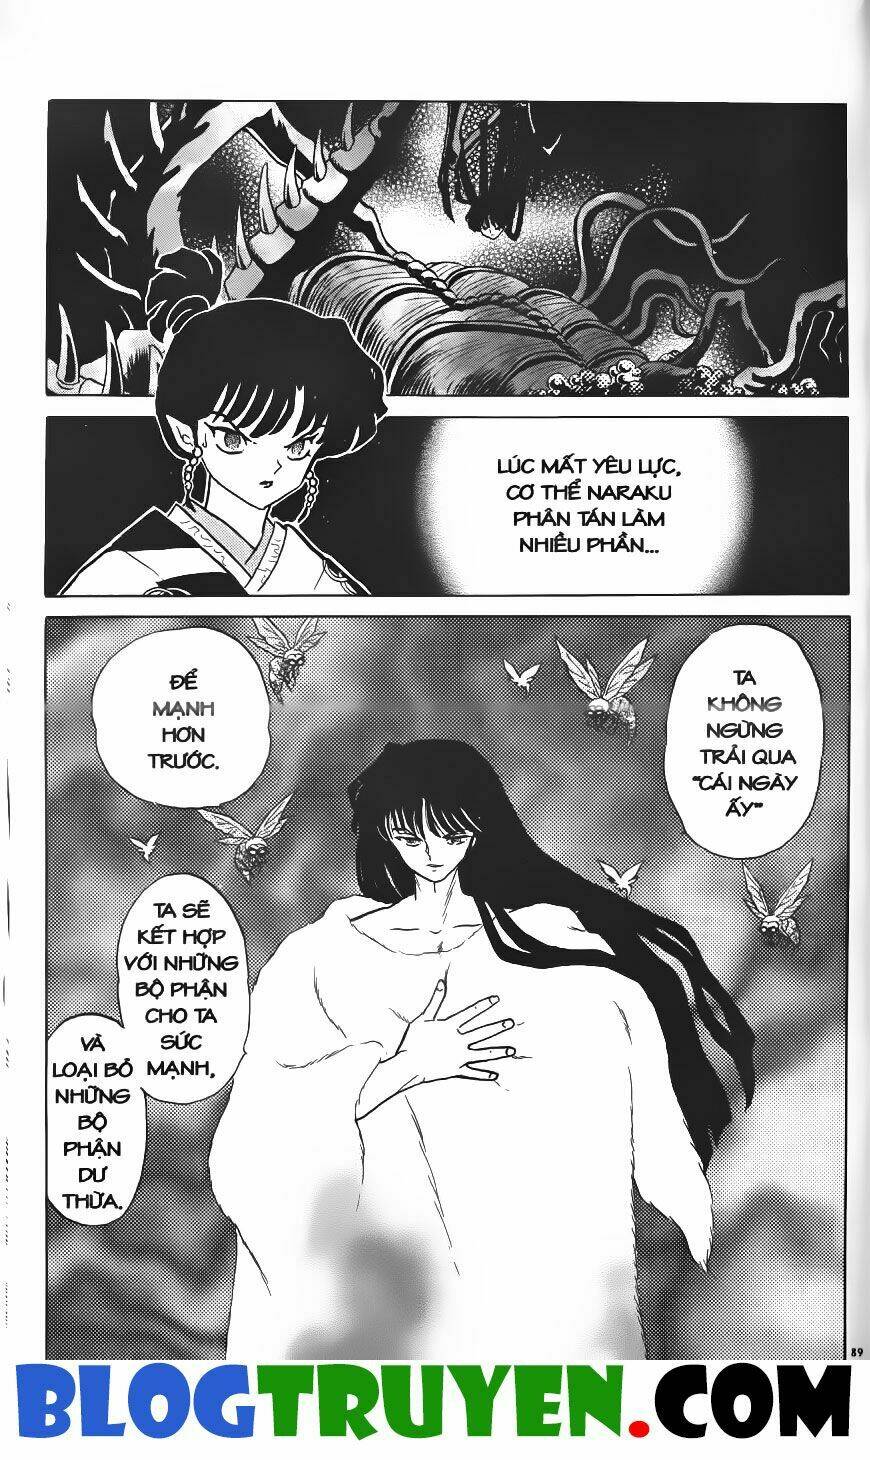 LÚC MẤT YÊU LỰC,
CƠ THỂ NARAKU
PHÂN TÁN LÀM
NHIỀU PHẦN...
TA
KHÔNG
NGỪNG
TRẢI QUA
"CÁI NGÀY
ẤY"
ĐỂ
MẠNH
HƠN
TRƯỚC.
TA SẼ
KẾT HỢP
VỚI NHỮNG
BỘ PHẬN
CHO TA
SỨC
MẠNH,
VÀ
LOẠI BỎ
NHỮNG
BỘ
PHẬN
DƯ
THỪA.
89
BLOGTRUYEN.COM